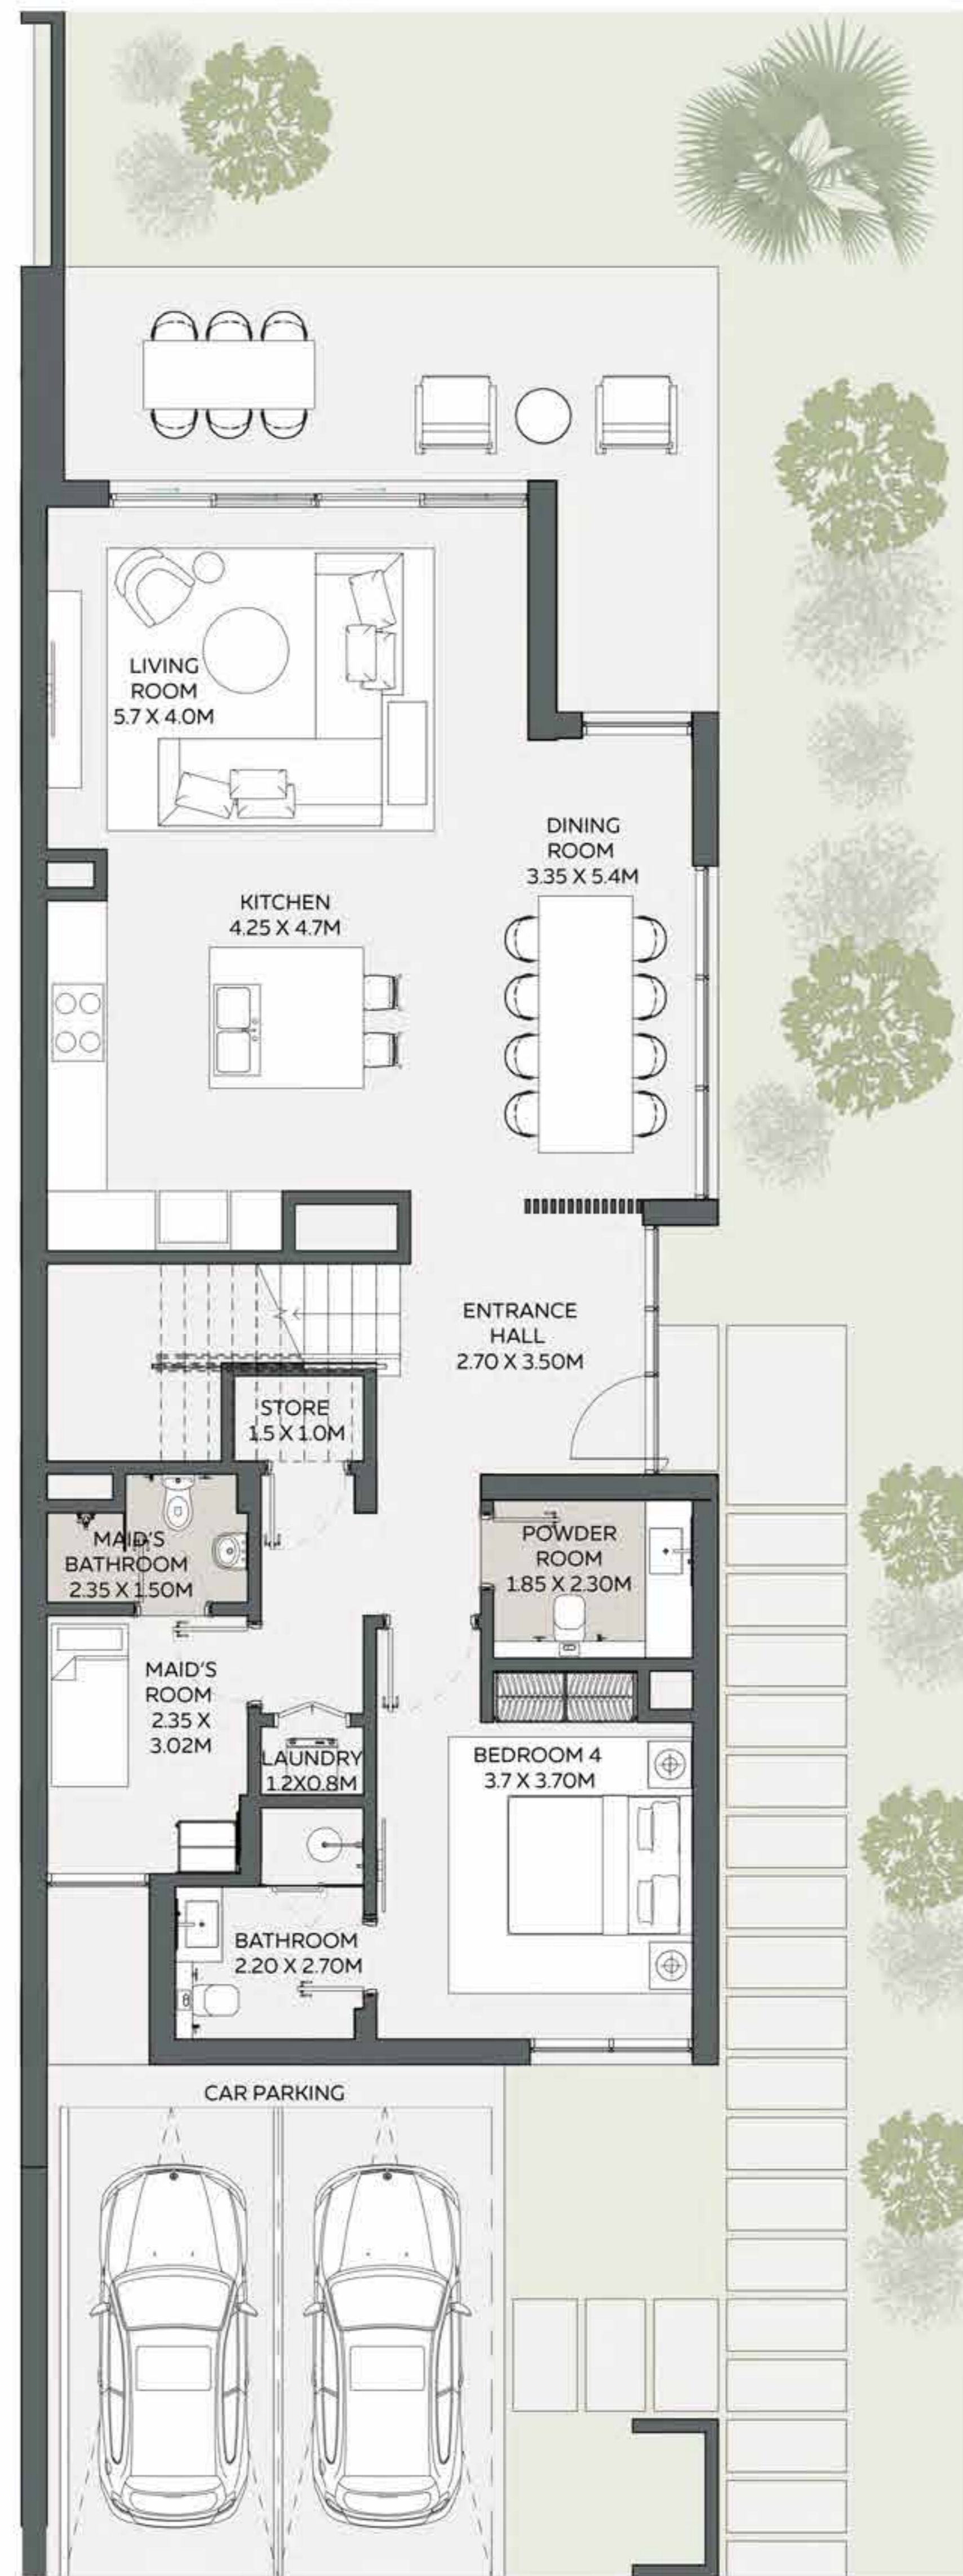 LIVING
ROOM
5.7 X 4.0M
DINING
ROOM
3.35 X 5.4M
KITCHEN
4.25 X 4.7M
ENTRANCE
HALL
2.70 X 3.50M
STORE
1.5 X 1.0M
MAID'S
BATHROOM
2.35 X 1.50M
POWDER
ROOM
1.85 X 2.30M
MAID'S
ROOM
2.35 X
3.02M
LAUNDRY
1.2X0.8M
BEDROOM 4
3.7 X 3.70M
BATHROOM
2.20 X 2.70M
CAR PARKING